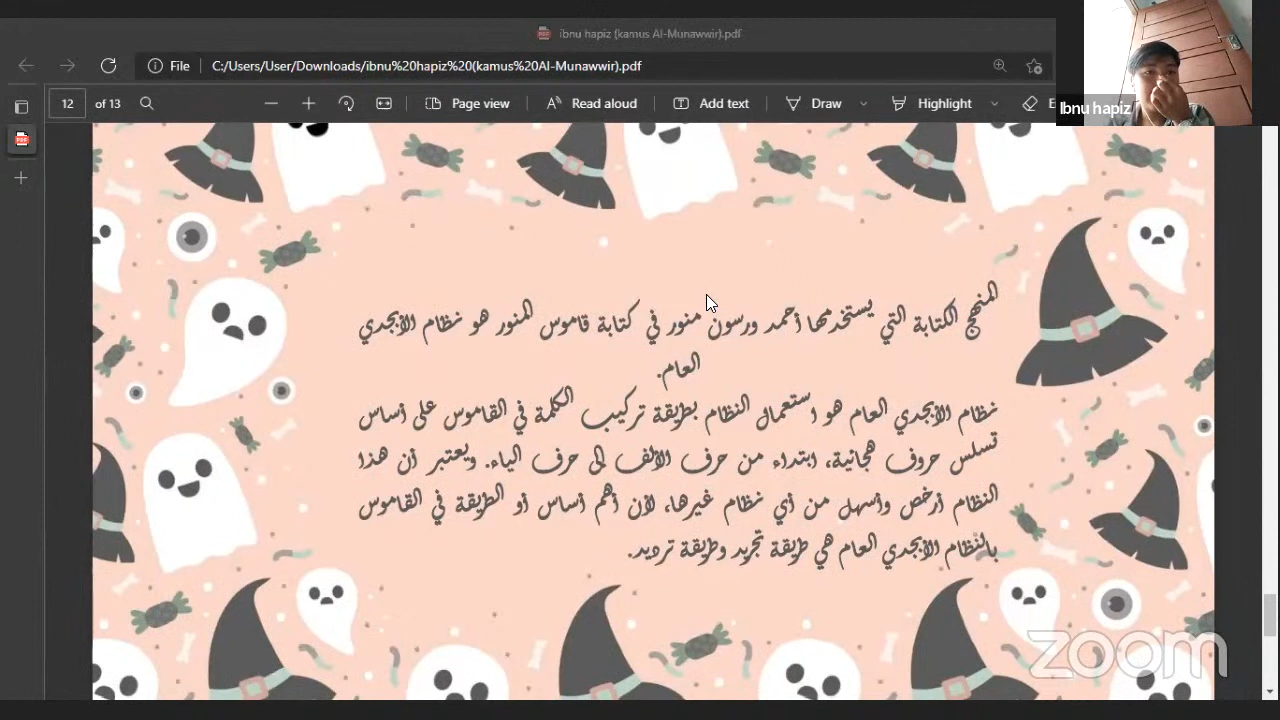 ibnu hapiz (kamus Al-Munawwir).pdf
File C:/Users/User/Downloads/ibnu%20hapiz%20(kamus%20Al-Munawwir).pdf
12 of 13 Page view Read aloud Add text Draw Highlight
Ibnu hapiz
المنهج الكتابة التي يستخدمها أحمد ورسون منور في كتابة قاموس المنور هو نظام الأبجدي
العام.
نظام الأبجدي العام هو استعمال النظام بطريقة تركيب الكلمة في القاموس على أساس
تسلس حروف هجائية، ابتداء من حرف الألف إلى حرف الياء. ويعتبر أن هذا
النظام أرخص وأسهل من أي نظام غيرها، لأن أهم أساس أو الطريقة في القاموس
بالنظام الأبجدي العام هي طريقة تجريد وطريقة ترديد.
zoom